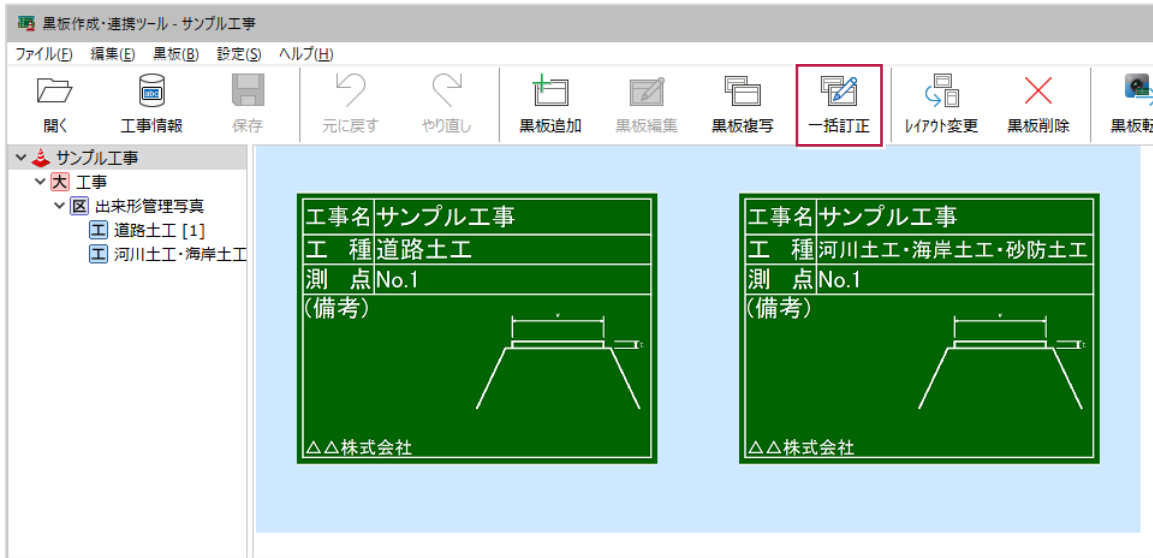 黒板作成・連携ツール - サンプル工事
ファイル(F) 編集(E) 黒板(B) 設定(S) ヘルプ(H)
開く 工事情報 保存 元に戻す やり直し 黒板追加 黒板編集 黒板複写 一括訂正 レイアウト変更 黒板削除 黒板転
サンプル工事
大 工事
区 出来形管理写真
工 道路土工 [1]
工 河川土工・海岸土工
工事名 サンプル工事
工 種 道路土工
測 点 No.1
(備考)
△△株式会社
工事名 サンプル工事
工 種 河川土工・海岸土工・砂防土工
測 点 No.1
(備考)
△△株式会社